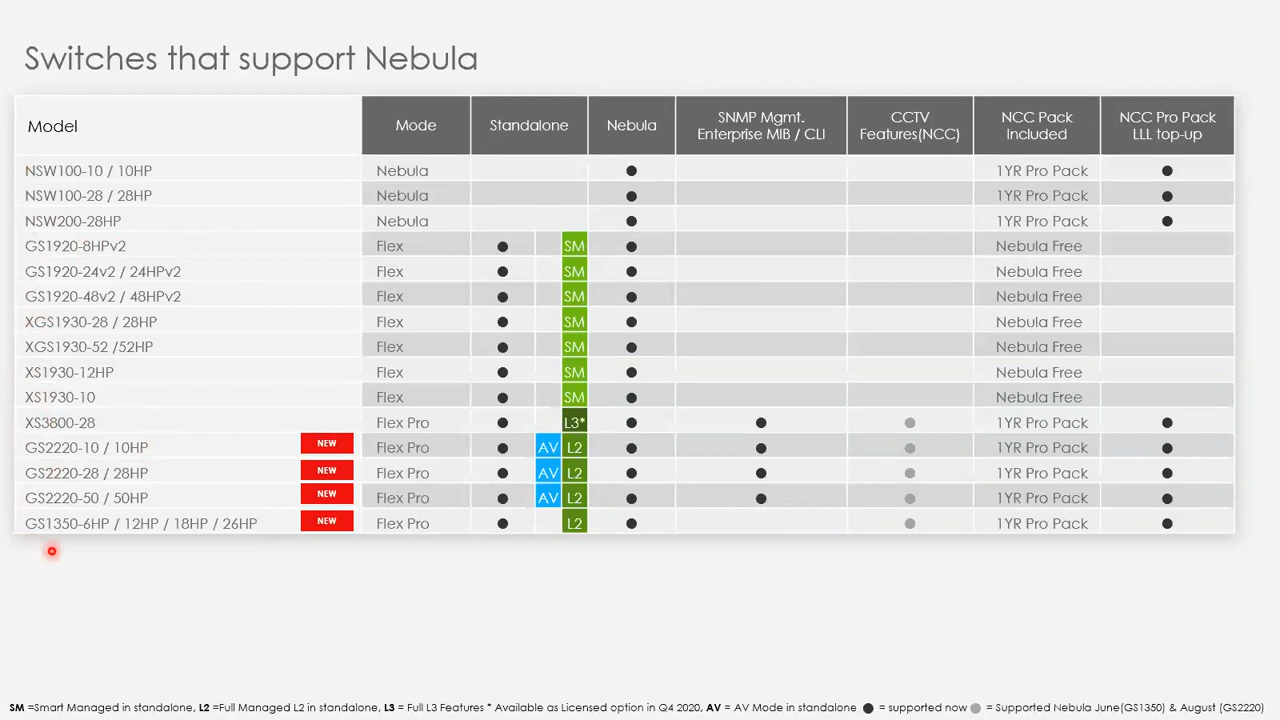 Switches that support Nebula
Model Mode Standalone Nebula SNMP Mgmt. Enterprise MIB / CLI CCTV Features(NCC) NCC Pack Included NCC Pro Pack LLL top-up
NSW100-10 / 10HP Nebula ● 1YR Pro Pack ●
NSW100-28 / 28HP Nebula ● 1YR Pro Pack ●
NSW200-28HP Nebula ● 1YR Pro Pack ●
GS1920-8HPv2 Flex ● SM ● Nebula Free
GS1920-24v2 / 24HPv2 Flex ● SM ● Nebula Free
GS1920-48v2 / 48HPv2 Flex ● SM ● Nebula Free
XGS1930-28 / 28HP Flex ● SM ● Nebula Free
XGS1930-52 /52HP Flex ● SM ● Nebula Free
XS1930-12HP Flex ● SM ● Nebula Free
XS1930-10 Flex ● SM ● Nebula Free
XS3800-28 Flex Pro ● L3* ● ● ● 1YR Pro Pack ●
GS2220-10 / 10HP NEW Flex Pro ● AV L2 ● ● ● 1YR Pro Pack ●
GS2220-28 / 28HP NEW Flex Pro ● AV L2 ● ● ● 1YR Pro Pack ●
GS2220-50 / 50HP NEW Flex Pro ● AV L2 ● ● ● 1YR Pro Pack ●
GS1350-6HP / 12HP / 18HP / 26HP NEW Flex Pro ● L2 ● ● 1YR Pro Pack ●
SM =Smart Managed in standalone, L2 =Full Managed L2 in standalone, L3 = Full L3 Features * Available as Licensed option in Q4 2020, AV = AV Mode in standalone ● = supported now ● = Supported Nebula June(GS1350) & August (GS2220)